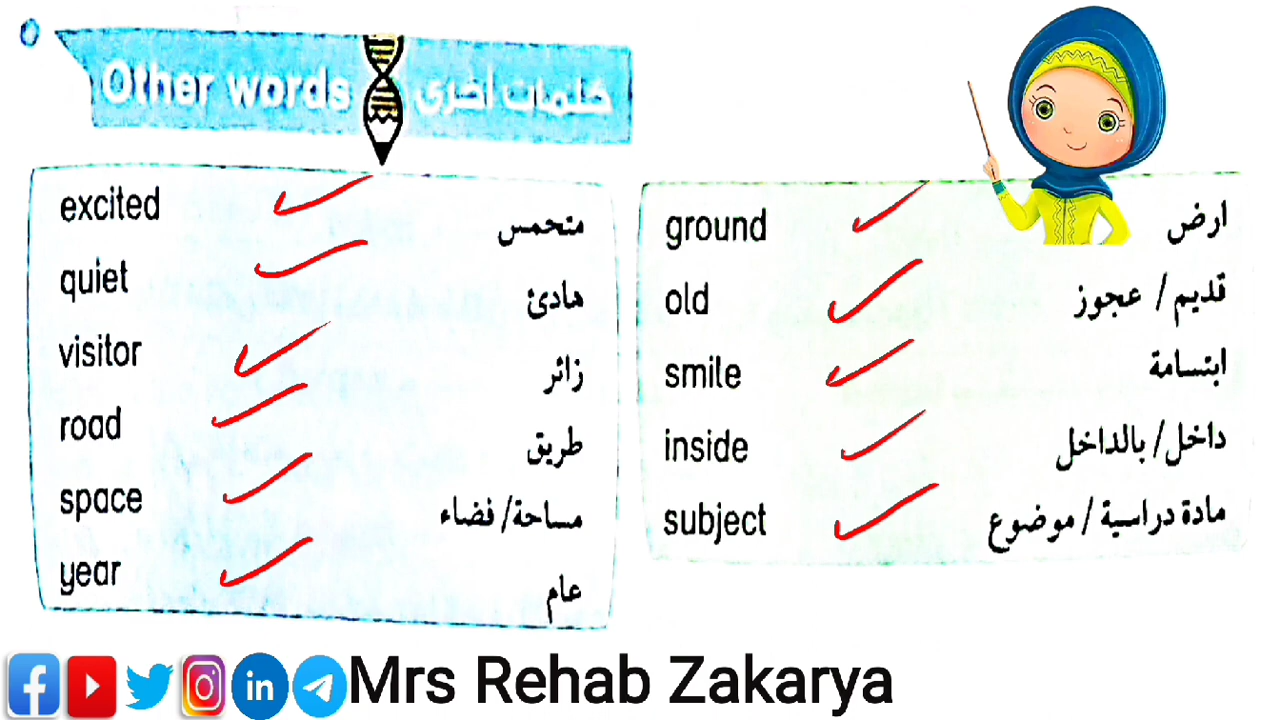 Other words كلمات أخرى
excited متحمس
quiet هادئ
visitor زائر
road طريق
space مساحة/ فضاء
year عام
ground ارض
old قديم / عجوز
smile ابتسامة
inside داخل/ بالداخل
subject مادة دراسية / موضوع
Mrs Rehab Zakarya